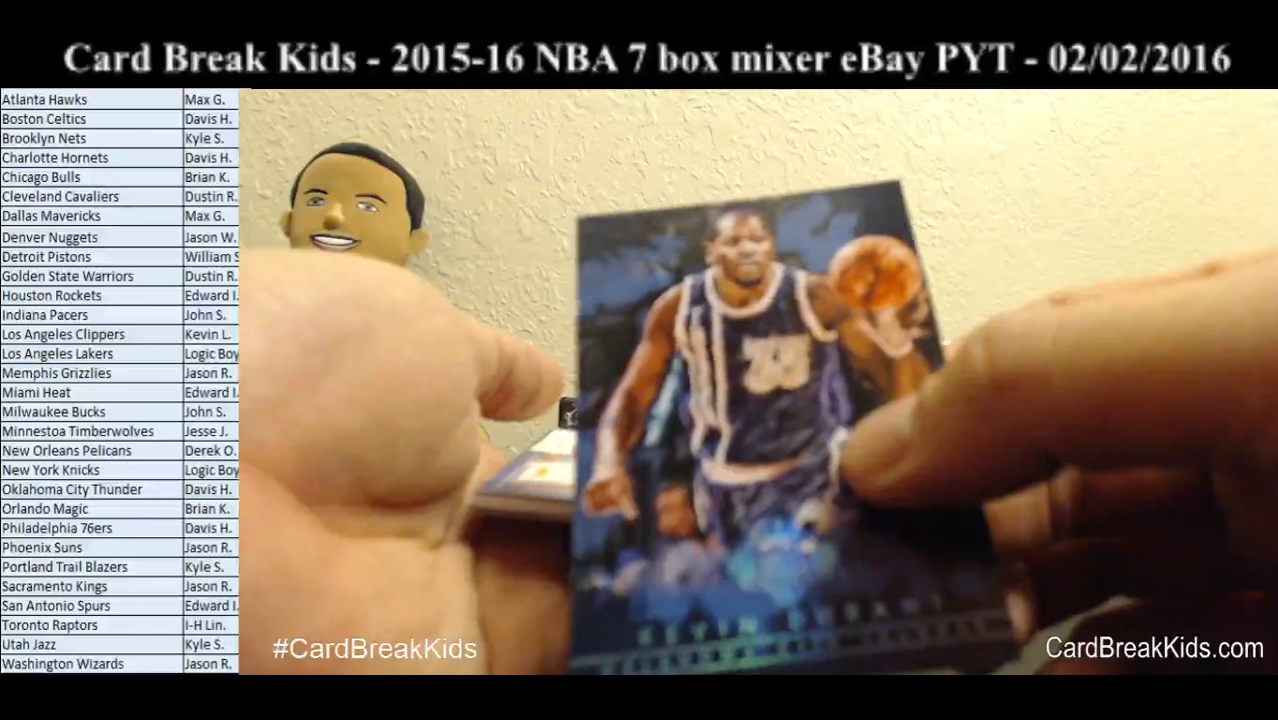 Card Break Kids - 2015-16 NBA 7 box mixer eBay PYT - 02/02/2016
Atlanta Hawks Max G.
Boston Celtics Davis H.
Brooklyn Nets Kyle S.
Charlotte Hornets Davis H.
Chicago Bulls Brian K.
Cleveland Cavaliers Dustin R.
Dallas Mavericks Max G.
Denver Nuggets Jason W.
Detroit Pistons William S
Golden State Warriors Dustin R.
Houston Rockets Edward I.
Indiana Pacers John S.
Los Angeles Clippers Kevin L.
Los Angeles Lakers Logic Boy
Memphis Grizzlies Jason R.
Miami Heat Edward I.
Milwaukee Bucks John S.
Minnestoa Timberwolves Jesse J.
New Orleans Pelicans Derek O.
New York Knicks Logic Boy
Oklahoma City Thunder Davis H.
Orlando Magic Brian K.
Philadelphia 76ers Davis H.
Phoenix Suns Jason R.
Portland Trail Blazers Kyle S.
Sacramento Kings Jason R.
San Antonio Spurs Edward I.
Toronto Raptors I-H Lin.
Utah Jazz Kyle S.
Washington Wizards Jason R.
KEVIN DURANT
#CardBreakKids
CardBreakKids.com